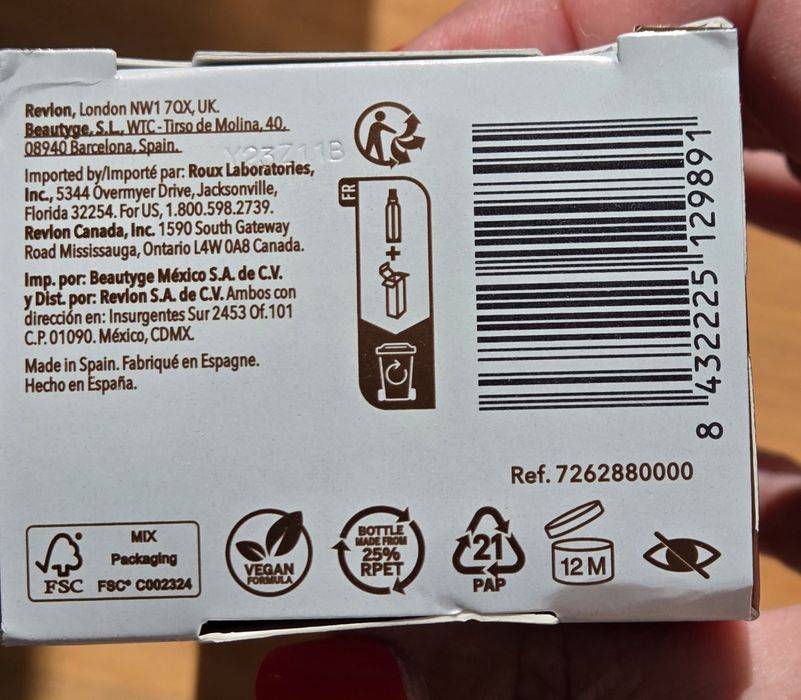 Revlon, London NW1 7QX, UK.
Beautyge, S.L., WTC - Tirso de Molina, 40.
08940 Barcelona, Spain.
Y23Z11B
Imported by/Importé par: Roux Laboratories,
Inc., 5344 Overmyer Drive, Jacksonville,
Florida 32254. For US, 1.800.598.2739.
Revlon Canada, Inc. 1590 South Gateway
Road Mississauga, Ontario L4W 0A8 Canada.
Imp. por: Beautyge México S.A. de C.V.
y Dist. por: Revlon S.A. de C.V. Ambos con
dirección en: Insurgentes Sur 2453 Of.101
C.P. 01090. México, CDMX.
Made in Spain. Fabriqué en Espagne.
Hecho en España.
FR
+
8 432225 129891
Ref. 7262880000
FSC
MIX
Packaging
FSC® C002324
VEGAN
FORMULA
BOTTLE
MADE FROM
25%
RPET
21
PAP
12 M